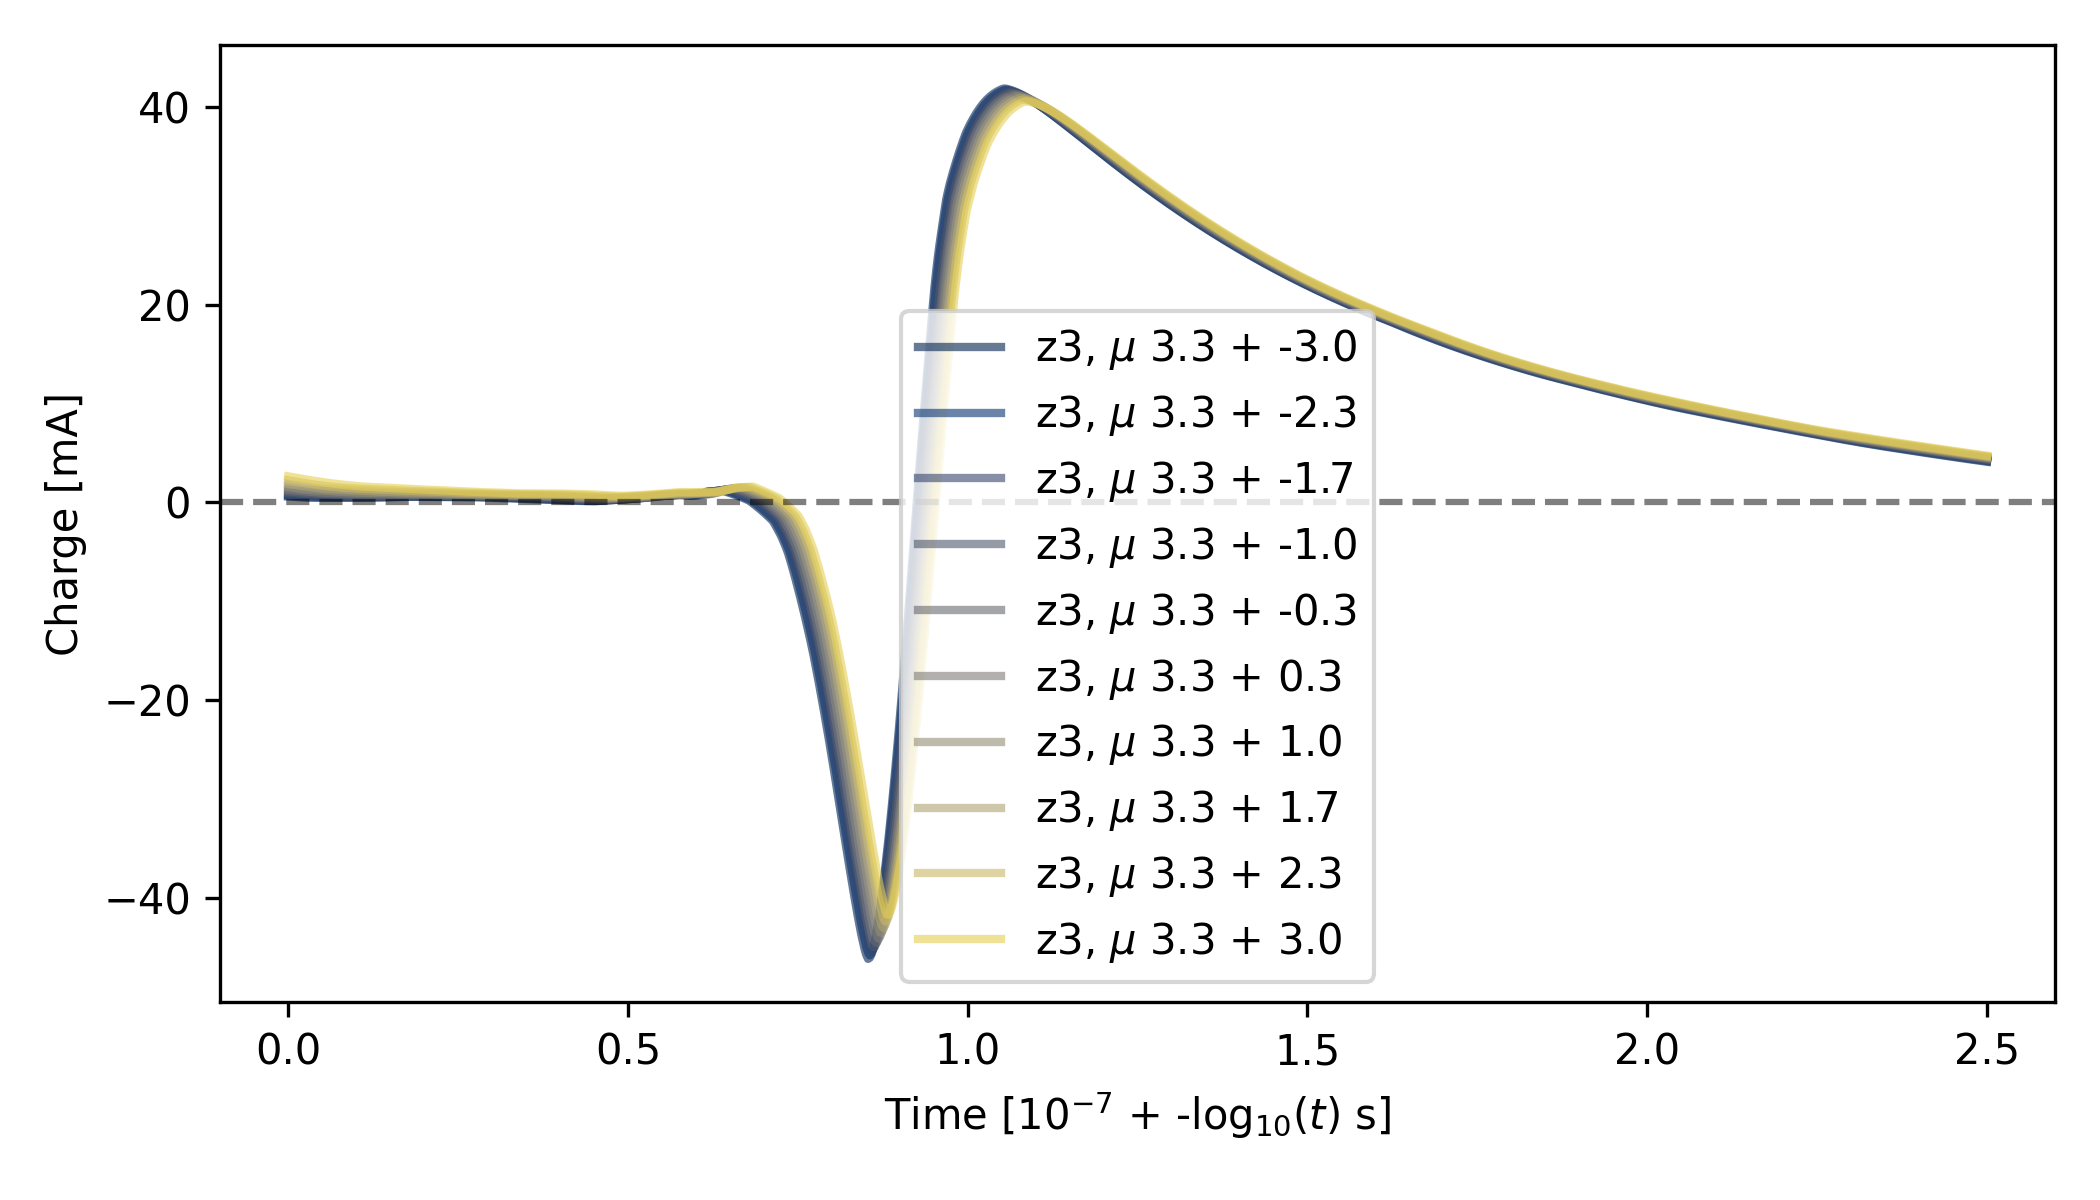 40
20
0
−20
−40
Charge [mA]
z3, μ 3.3 + -3.0
z3, μ 3.3 + -2.3
z3, μ 3.3 + -1.7
z3, μ 3.3 + -1.0
z3, μ 3.3 + -0.3
z3, μ 3.3 + 0.3
z3, μ 3.3 + 1.0
z3, μ 3.3 + 1.7
z3, μ 3.3 + 2.3
z3, μ 3.3 + 3.0
0.0 0.5 1.0 1.5 2.0 2.5
Time [10⁻⁷ + -log₁₀(t) s]